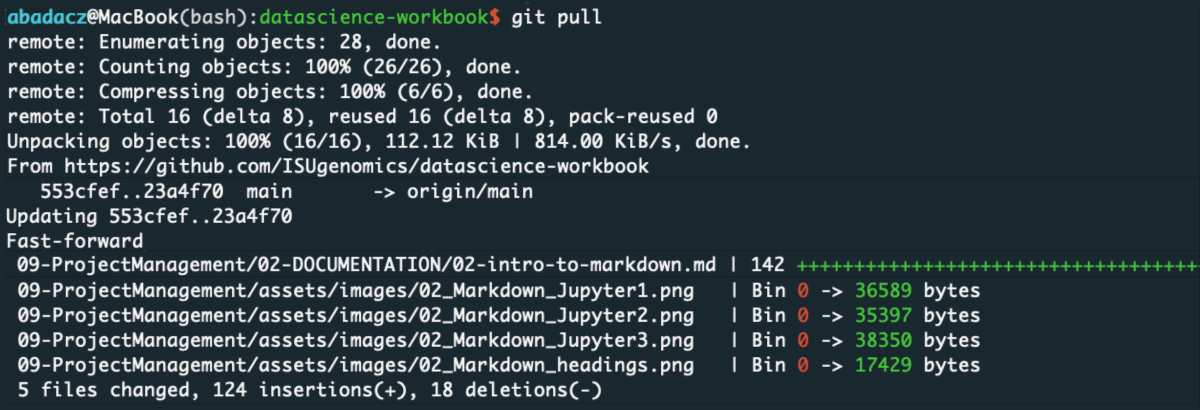 abadacz@MacBook(bash):datascience-workbook$ git pull
remote: Enumerating objects: 28, done.
remote: Counting objects: 100% (26/26), done.
remote: Compressing objects: 100% (6/6), done.
remote: Total 16 (delta 8), reused 16 (delta 8), pack-reused 0
Unpacking objects: 100% (16/16), 112.12 KiB | 814.00 KiB/s, done.
From https://github.com/ISUgenomics/datascience-workbook
   553cfef..23a4f70  main       -> origin/main
Updating 553cfef..23a4f70
Fast-forward
 09-ProjectManagement/02-DOCUMENTATION/02-intro-to-markdown.md | 142 +++++++++++++++++++++++++++++++++++
 09-ProjectManagement/assets/images/02_Markdown_Jupyter1.png   | Bin 0 -> 36589 bytes
 09-ProjectManagement/assets/images/02_Markdown_Jupyter2.png   | Bin 0 -> 35397 bytes
 09-ProjectManagement/assets/images/02_Markdown_Jupyter3.png   | Bin 0 -> 38350 bytes
 09-ProjectManagement/assets/images/02_Markdown_headings.png   | Bin 0 -> 17429 bytes
 5 files changed, 124 insertions(+), 18 deletions(-)